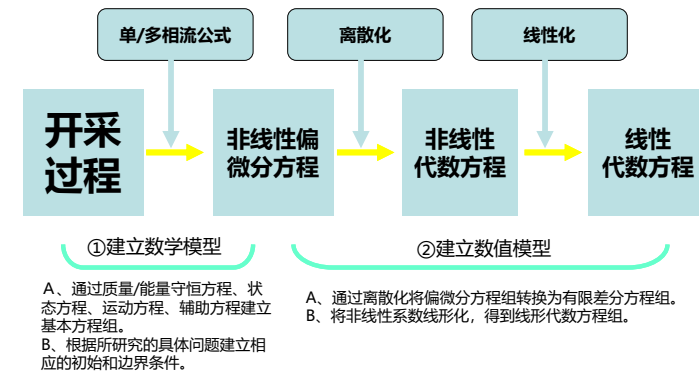 单/多相流公式
离散化
线性化
开采
过程
非线性偏
微分方程
非线性
代数方程
线性
代数方程
①建立数学模型
②建立数值模型
A、通过质量/能量守恒方程、状
态方程、运动方程、辅助方程建立
基本方程组。
B、根据所研究的具体问题建立相
应的初始和边界条件。
A、通过离散化将偏微分方程组转换为有限差分方程组。
B、将非线性系数线形化，得到线形代数方程组。